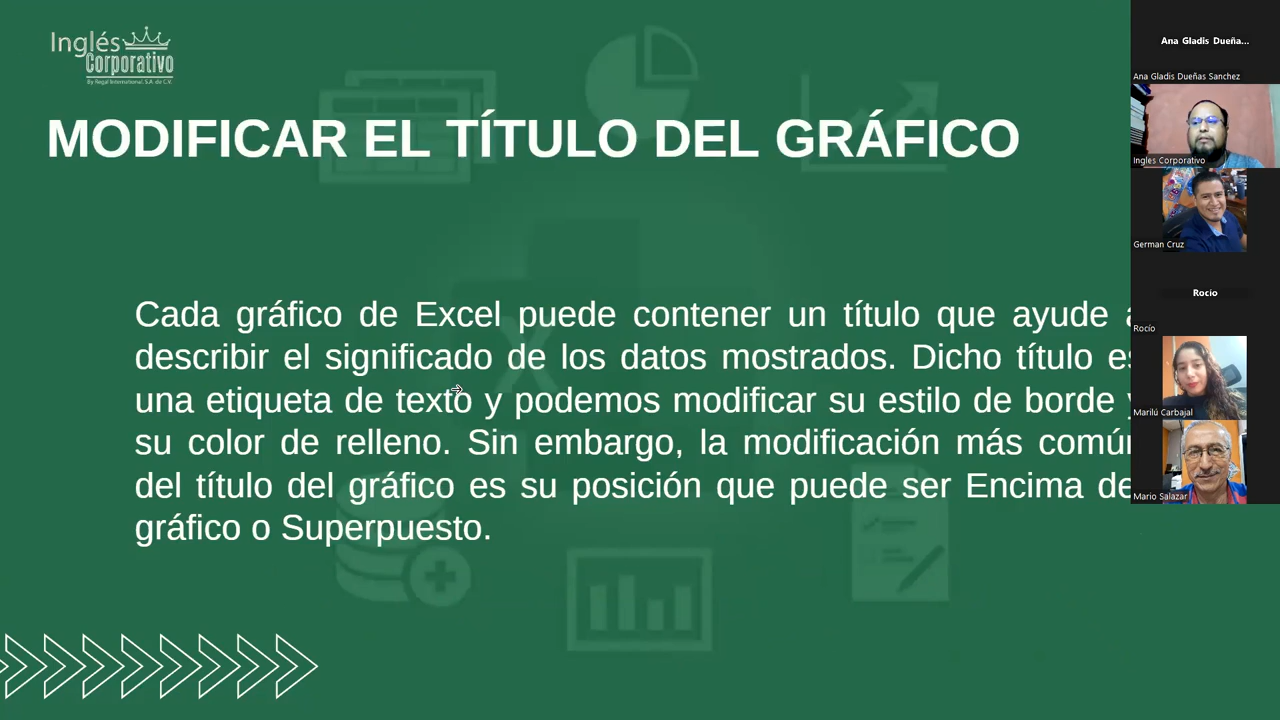 Inglés
Corporativo
By Regal International, S.A. de C.V.
MODIFICAR EL TÍTULO DEL GRÁFICO
Cada gráfico de Excel puede contener un título que ayude
describir el significado de los datos mostrados. Dicho título es
una etiqueta de texto y podemos modificar su estilo de borde y
su color de relleno. Sin embargo, la modificación más común
del título del gráfico es su posición que puede ser Encima de
gráfico o Superpuesto.
Ana Gladis Dueña...
Ana Gladis Dueñas Sanchez
Ingles Corporativo
German Cruz
Rocío
Rocío
Marilú Carbajal
Mario Salazar